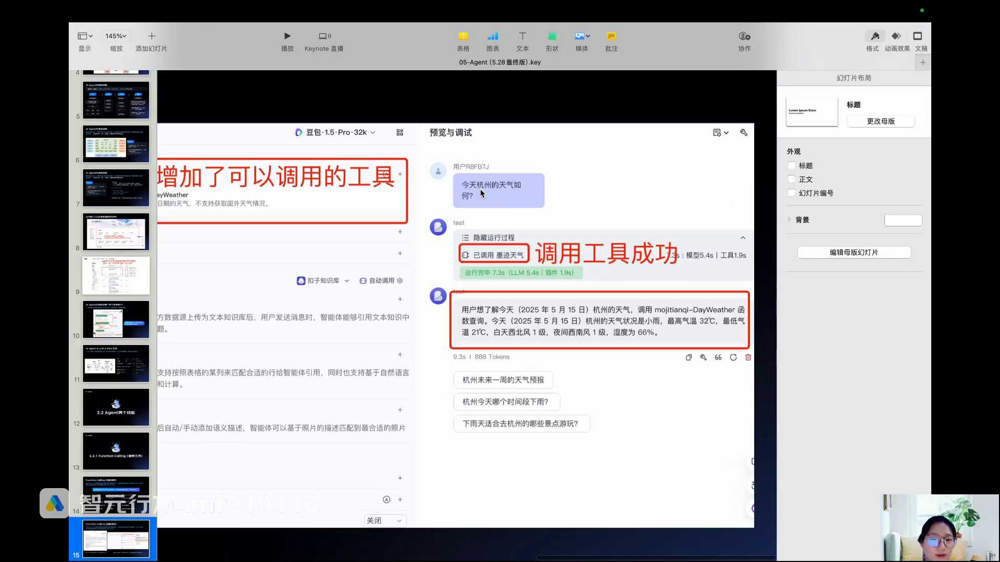 145%
显示
缩放
添加幻灯片
播放
Keynote 直播
表格
图表
文本
形状
媒体
批注
协作
格式
动画效果
文稿
05-Agent (5.28最终版).key
4
5
6
7
8
9
10
11
2.2 Agent两个技能
12
2.2.1 Function Calling (调用工具)
13
14
15
豆包·1.5·Pro·32k
增加了可以调用的工具
ayWeather
日期的天气，不支持获取国外天气情况。
扣子知识库
自动调用
方数据源上传为文本知识库后，用户发送消息时，智能体能够引用文本知识中
题。
支持按照表格的某列来匹配合适的行给智能体引用，同时也支持基于自然语言
和计算。
后自动/手动添加语义描述，智能体可以基于照片的描述匹配到最合适的照片
关闭
预览与调试
用户R8FB7J
今天杭州的天气如
何？
test
隐藏运行过程
已调用 墨迹天气
调用工具成功
7.3s : 模型5.4s | 工具1.9s
运行完毕 7.3s（LLM 5.4s | 插件 1.9s）
test
用户想了解今天（2025 年 5 月 15 日）杭州的天气，调用 mojitianqi-DayWeather 函
数查询。今天（2025 年 5 月 15 日）杭州的天气状况是小雨，最高气温 32℃，最低气
温 21℃，白天西北风 1 级，夜间西南风 1 级，湿度为 66%。
9.3s | 888 Tokens
杭州未来一周的天气预报
杭州今天哪个时间段下雨？
下雨天适合去杭州的哪些景点游玩？
幻灯片布局
Lorem Ipsum Dolor
标题
更改母版
外观
标题
正文
幻灯片编号
背景
编辑母版幻灯片
智元行